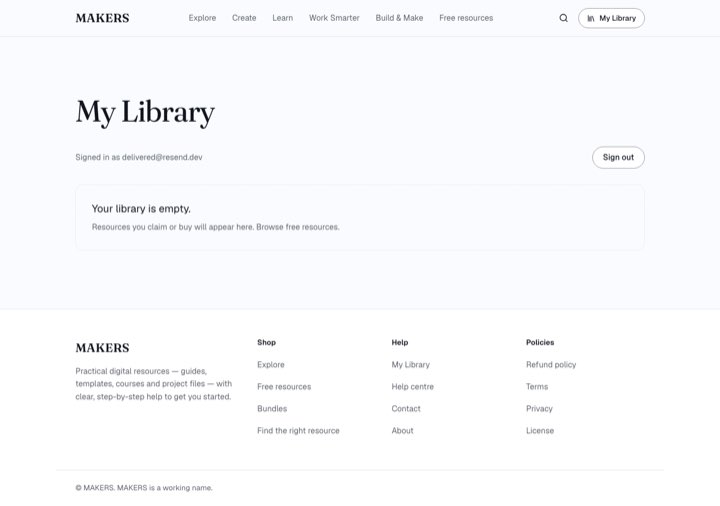 MAKERS
Explore
Create
Learn
Work Smarter
Build & Make
Free resources
My Library
My Library
Signed in as delivered@resend.dev
Sign out
Your library is empty.
Resources you claim or buy will appear here. Browse free resources.
MAKERS
Practical digital resources — guides,
templates, courses and project files — with
clear, step-by-step help to get you started.
Shop
Explore
Free resources
Bundles
Find the right resource
Help
My Library
Help centre
Contact
About
Policies
Refund policy
Terms
Privacy
License
© MAKERS. MAKERS is a working name.